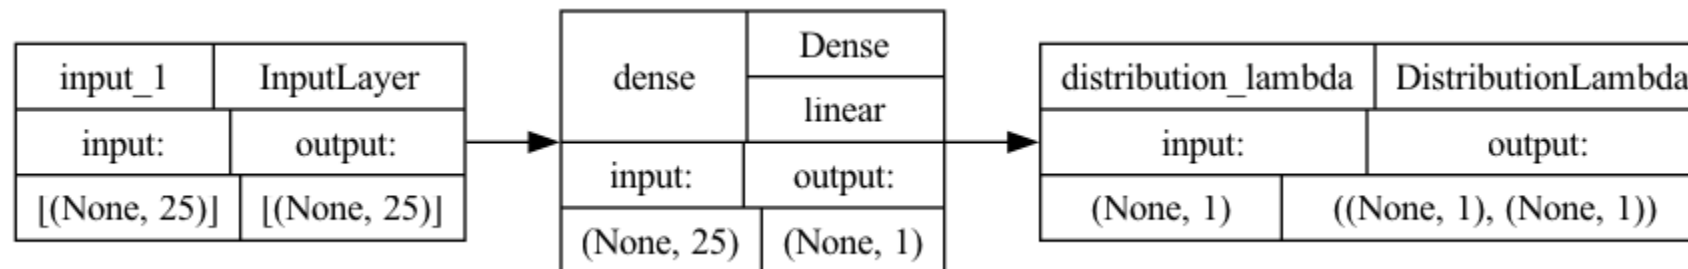 input_1 InputLayer
input: output:
[(None, 25)] [(None, 25)]
dense Dense
linear
input: output:
(None, 25) (None, 1)
distribution_lambda DistributionLambda
input: output:
(None, 1) ((None, 1), (None, 1))